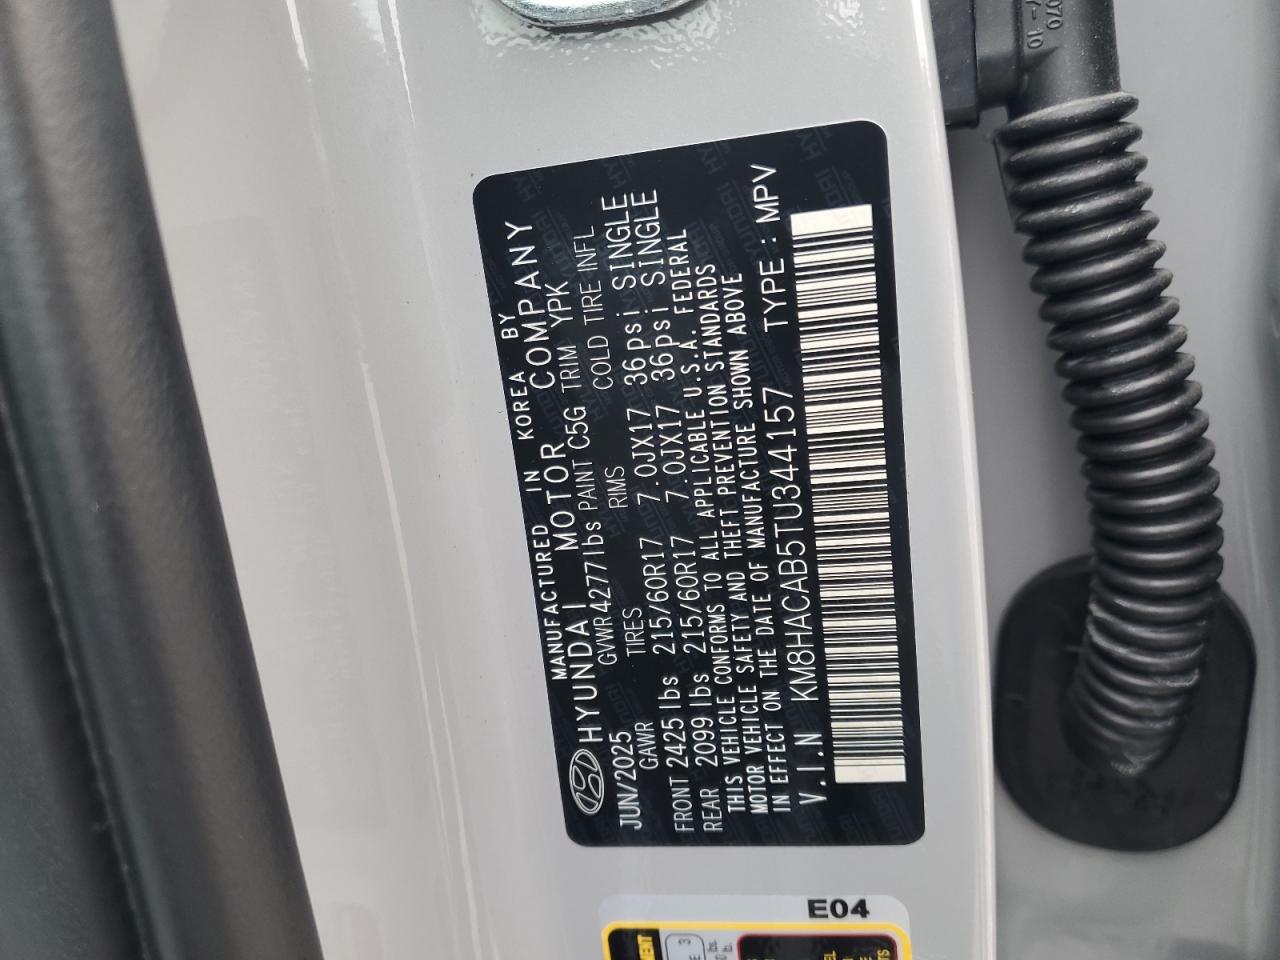 MANUFACTURED IN KOREA BY
HYUNDAI MOTOR COMPANY
JUN/2025 GVWR 4277lbs PAINT C5G TRIM YPK
GAWR TIRES RIMS COLD TIRE INFL
FRONT 2425 lbs 215/60R17 7.0JX17 36psi SINGLE
REAR 2099 lbs 215/60R17 7.0JX17 36psi SINGLE
THIS VEHICLE CONFORMS TO ALL APPLICABLE U.S.A. FEDERAL
MOTOR VEHICLE SAFETY AND THEFT PREVENTION STANDARDS
IN EFFECT ON THE DATE OF MANUFACTURE SHOWN ABOVE
V.I.N KM8HACAB5TU344157 TYPE : MPV
E04